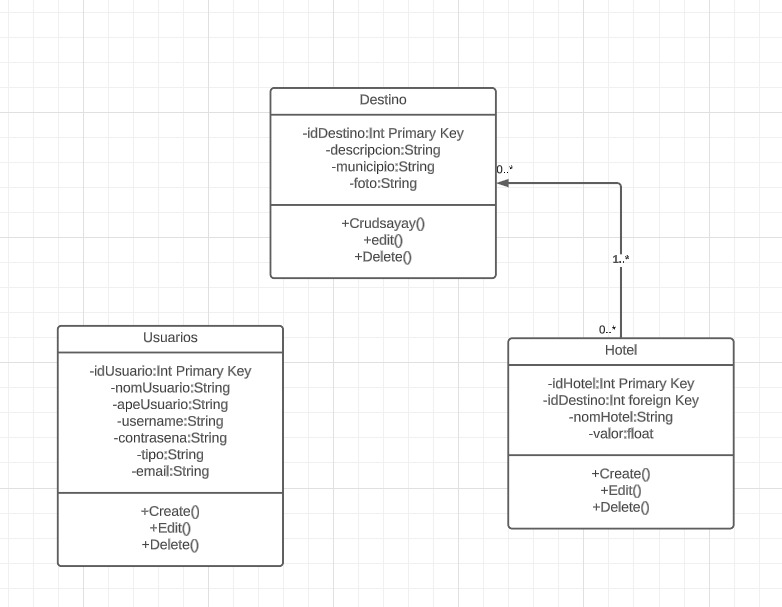 Destino
-idDestino:Int Primary Key
-descripcion:String
-municipio:String
-foto:String
+Crudsayay()
+edit()
+Delete()
0..*
1..*
0..*
Usuarios
-idUsuario:Int Primary Key
-nomUsuario:String
-apeUsuario:String
-username:String
-contrasena:String
-tipo:String
-email:String
+Create()
+Edit()
+Delete()
Hotel
-idHotel:Int Primary Key
-idDestino:Int foreign Key
-nomHotel:String
-valor:float
+Create()
+Edit()
+Delete()